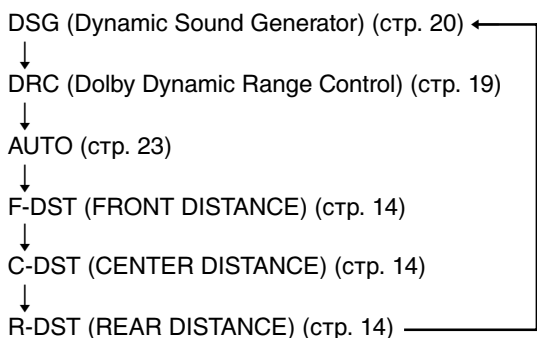 DSG (Dynamic Sound Generator) (стр. 20)
DRC (Dolby Dynamic Range Control) (стр. 19)
AUTO (стр. 23)
F-DST (FRONT DISTANCE) (стр. 14)
C-DST (CENTER DISTANCE) (стр. 14)
R-DST (REAR DISTANCE) (стр. 14)